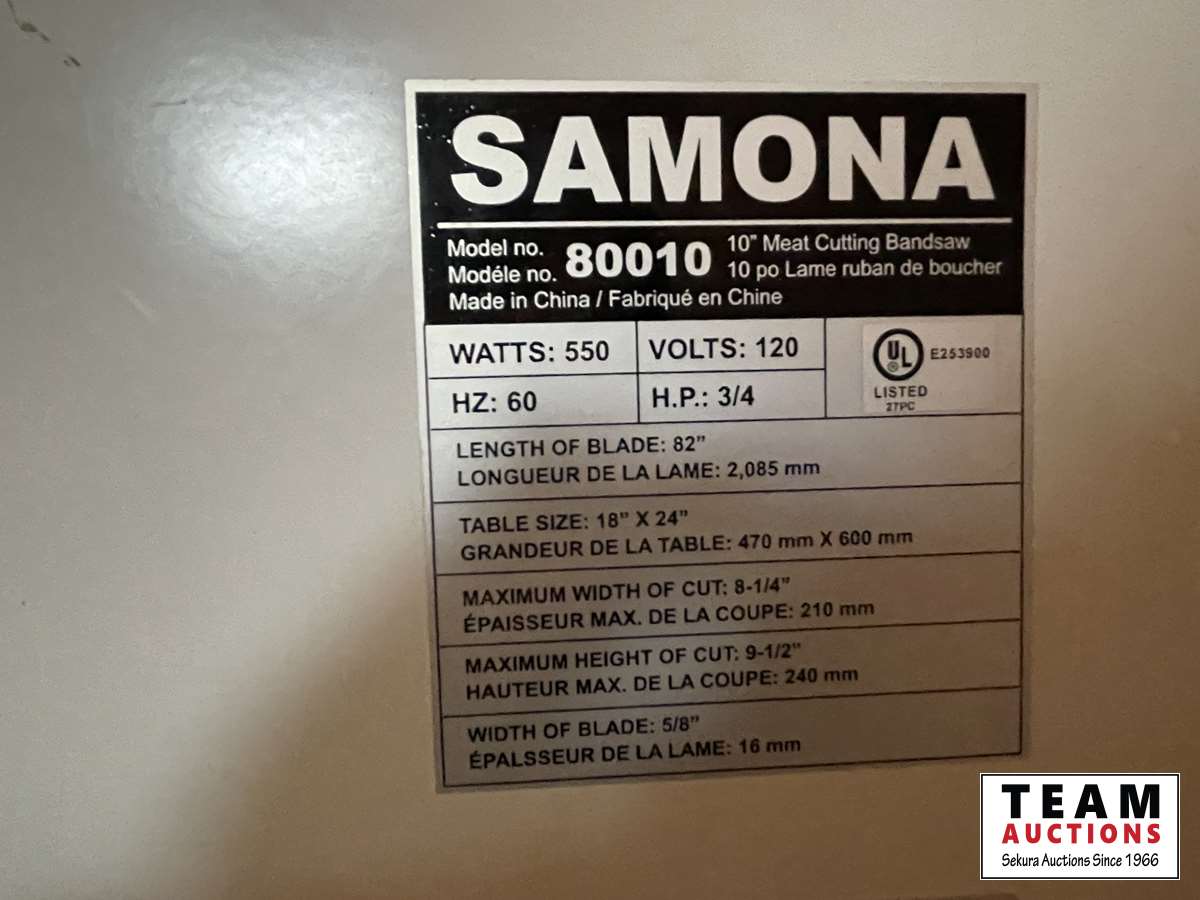 SAMONA
Model no. 80010 10" Meat Cutting Bandsaw
Modéle no. 10 po Lame ruban de boucher
Made in China / Fabriqué en Chine
WATTS: 550 VOLTS: 120
HZ: 60 H.P.: 3/4
UL ® E253900
LISTED
27PC
LENGTH OF BLADE: 82"
LONGUEUR DE LA LAME: 2,085 mm
TABLE SIZE: 18" X 24"
GRANDEUR DE LA TABLE: 470 mm X 600 mm
MAXIMUM WIDTH OF CUT: 8-1/4"
ÉPAISSEUR MAX. DE LA COUPE: 210 mm
MAXIMUM HEIGHT OF CUT: 9-1/2"
HAUTEUR MAX. DE LA COUPE: 240 mm
WIDTH OF BLADE: 5/8"
ÉPALSSEUR DE LA LAME: 16 mm
TEAM
AUCTIONS
Sekura Auctions Since 1966